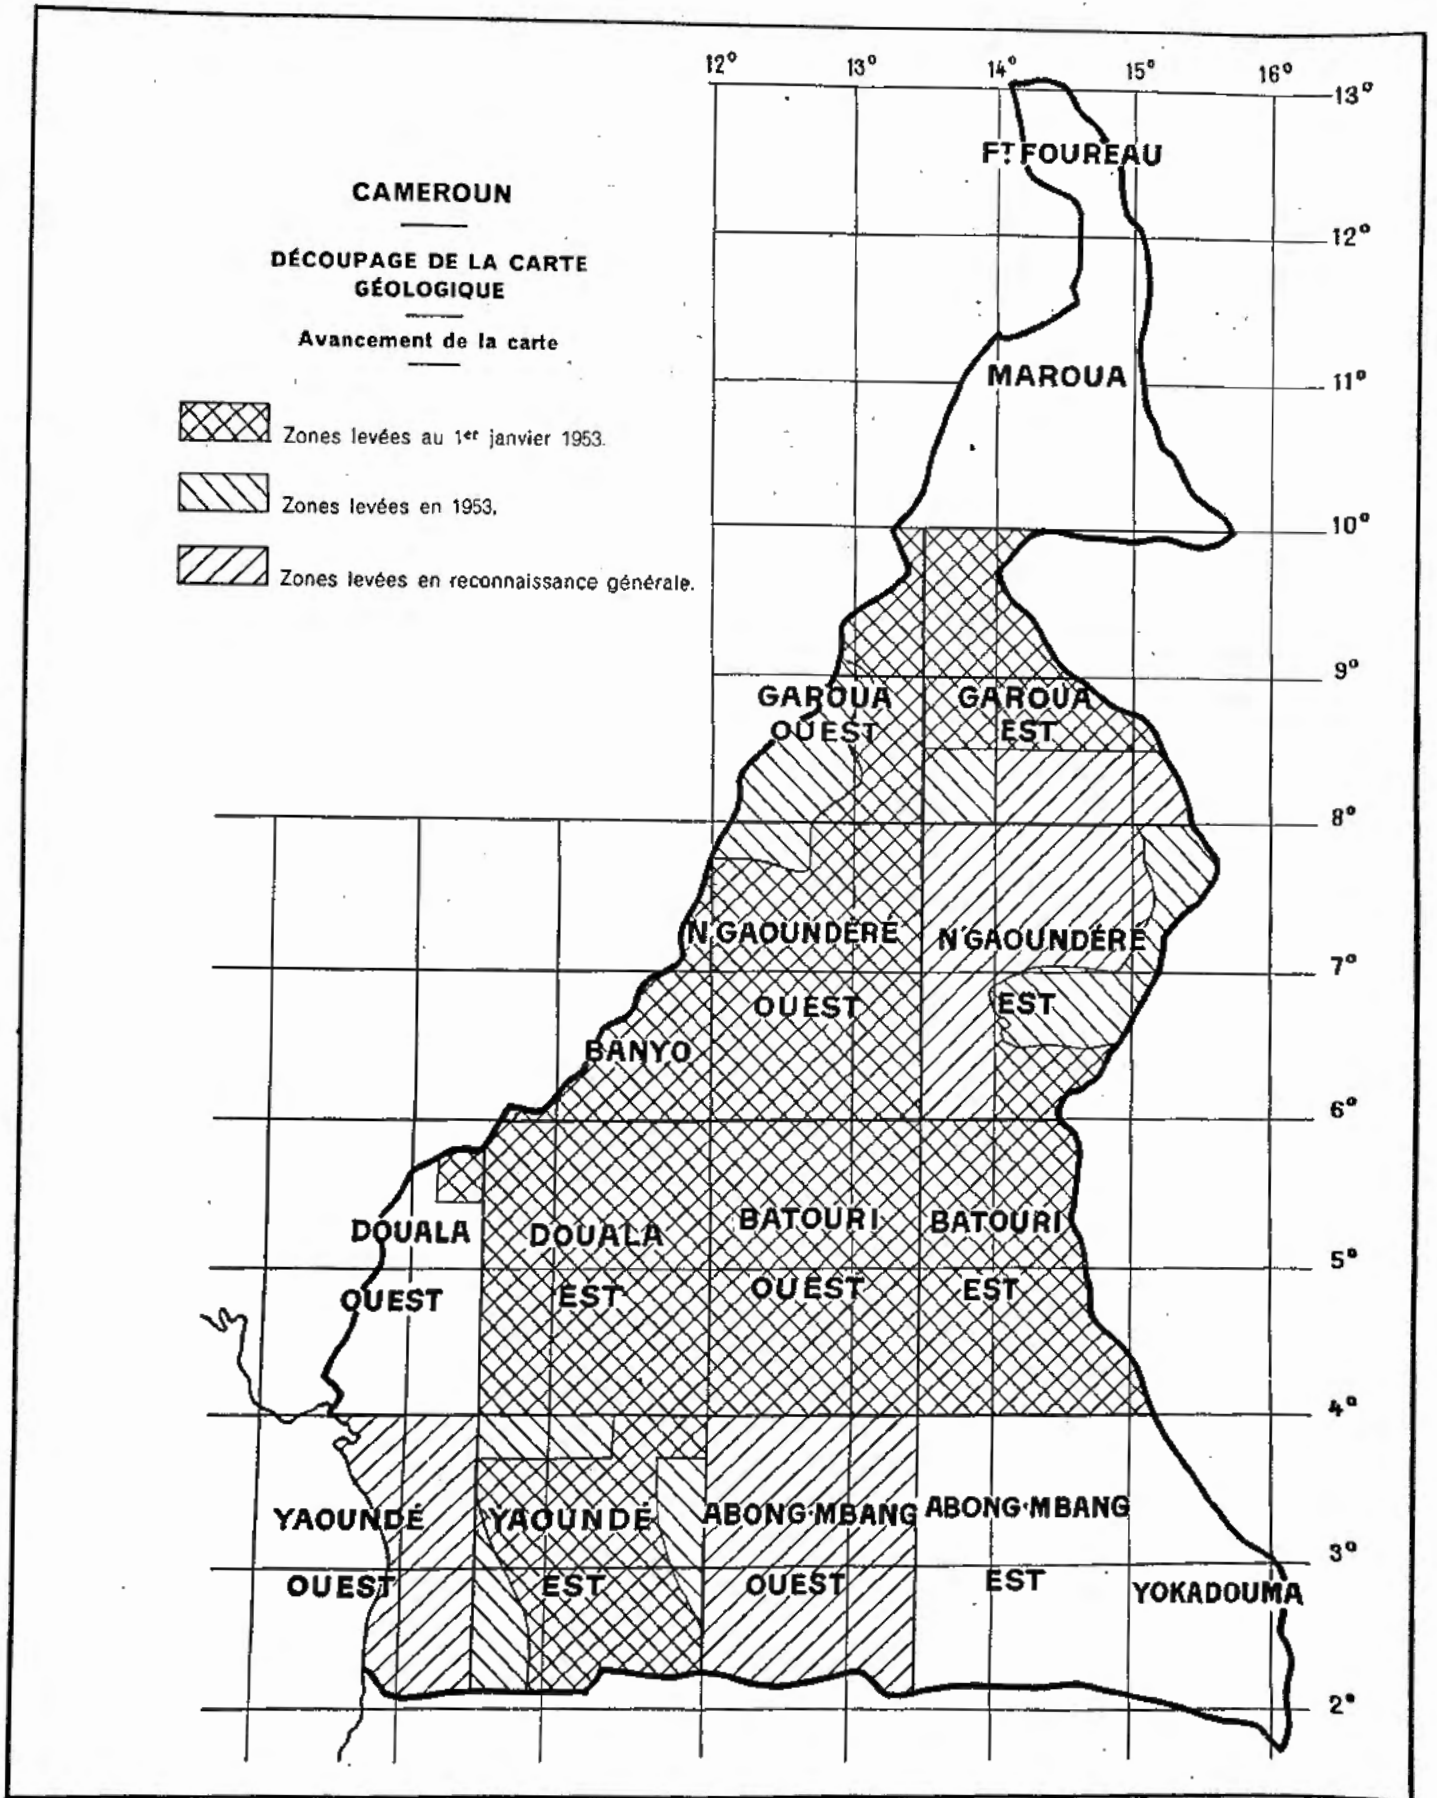 12° 13° 14° 15° 16°
13°
FT FOUREAU
CAMEROUN
12°
DÉCOUPAGE DE LA CARTE
GÉOLOGIQUE
Avancement de la carte
MAROUA
11°
Zones levées au 1er janvier 1953.
Zones levées en 1953.
10°
Zones levées en reconnaissance générale.
9°
GAROUA
OUEST
GAROUA
EST
8°
N'GAOUNDÉRÉ
OUEST
N'GAOUNDÉRÉ
EST
7°
BANYO
6°
DOUALA
OUEST
DOUALA
EST
BATOURI
OUEST
BATOURI
EST
5°
4°
YAOUNDÉ
OUEST
YAOUNDÉ
EST
ABONG-MBANG
OUEST
ABONG-MBANG
EST
3°
YOKADOUMA
2°